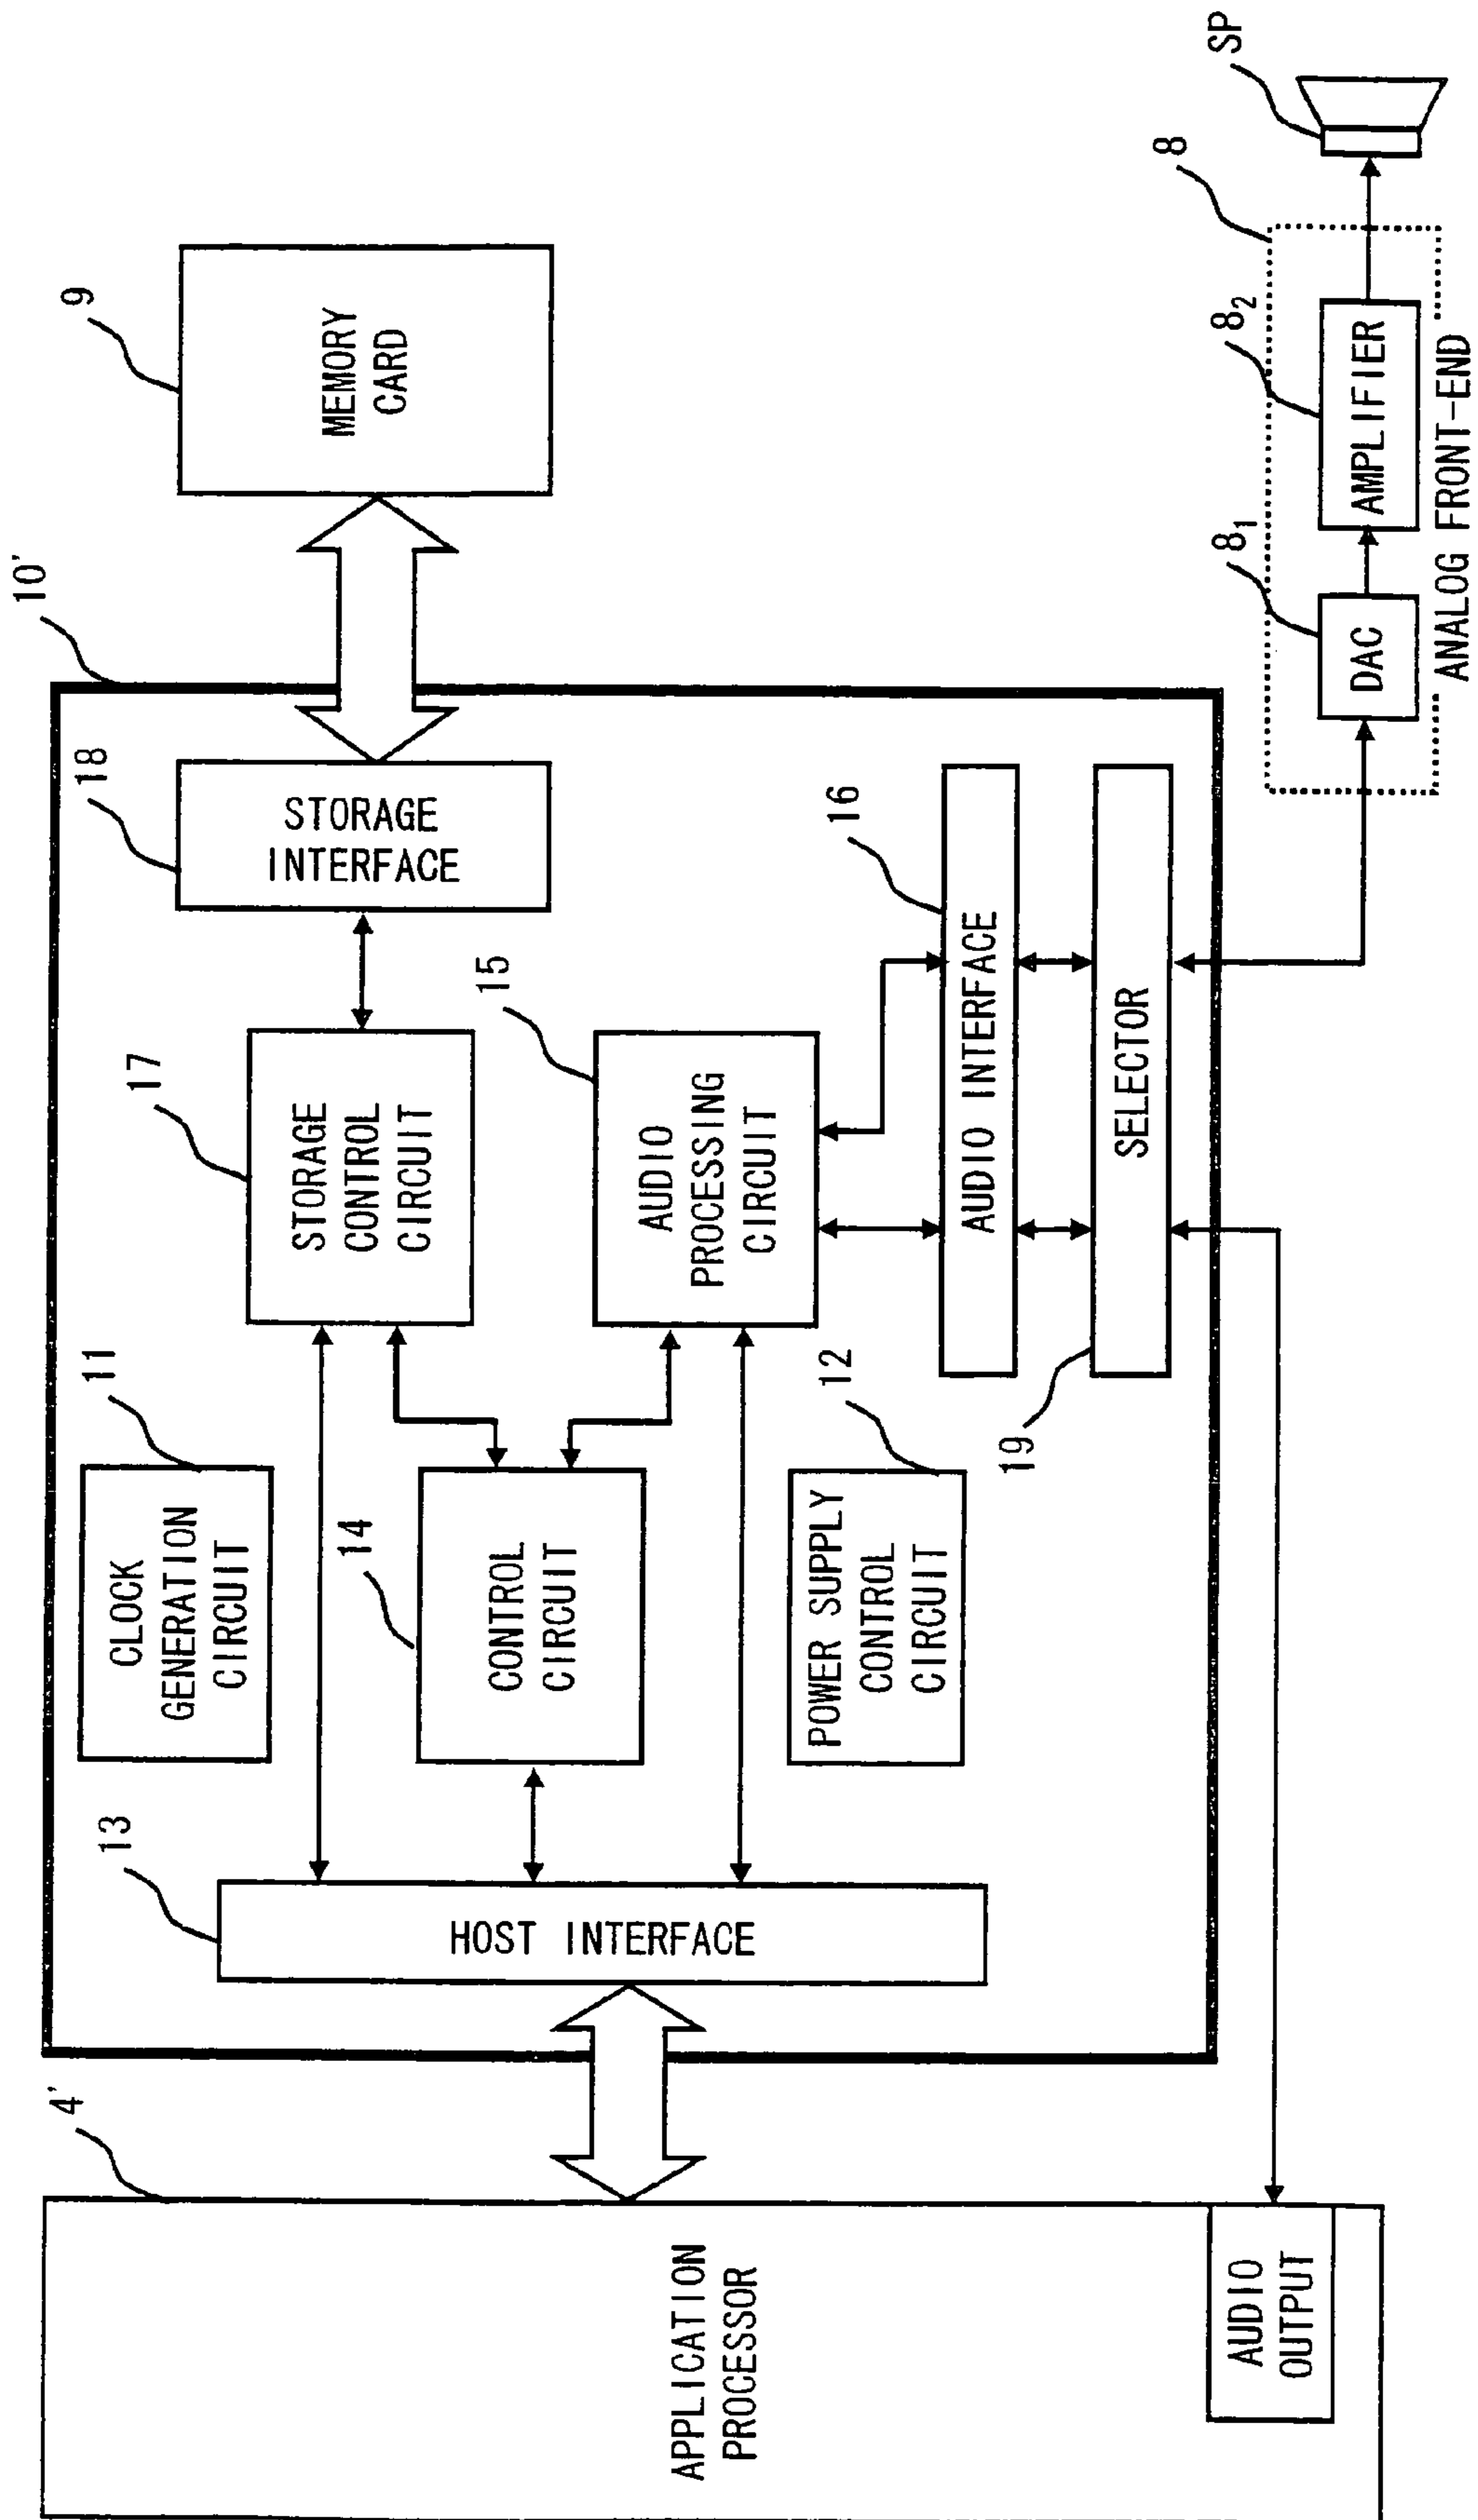 4'
APPLICATION
PROCESSOR
AUDIO
OUTPUT
10'
13
HOST INTERFACE
11
CLOCK
GENERATION
CIRCUIT
14
CONTROL
CIRCUIT
12
POWER SUPPLY
CONTROL
CIRCUIT
17
STORAGE
CONTROL
CIRCUIT
15
AUDIO
PROCESSING
CIRCUIT
18
STORAGE
INTERFACE
16
AUDIO INTERFACE
19
SELECTOR
9
MEMORY
CARD
8
8₁
DAC
8₂
AMPLIFIER
ANALOG FRONT-END
SP